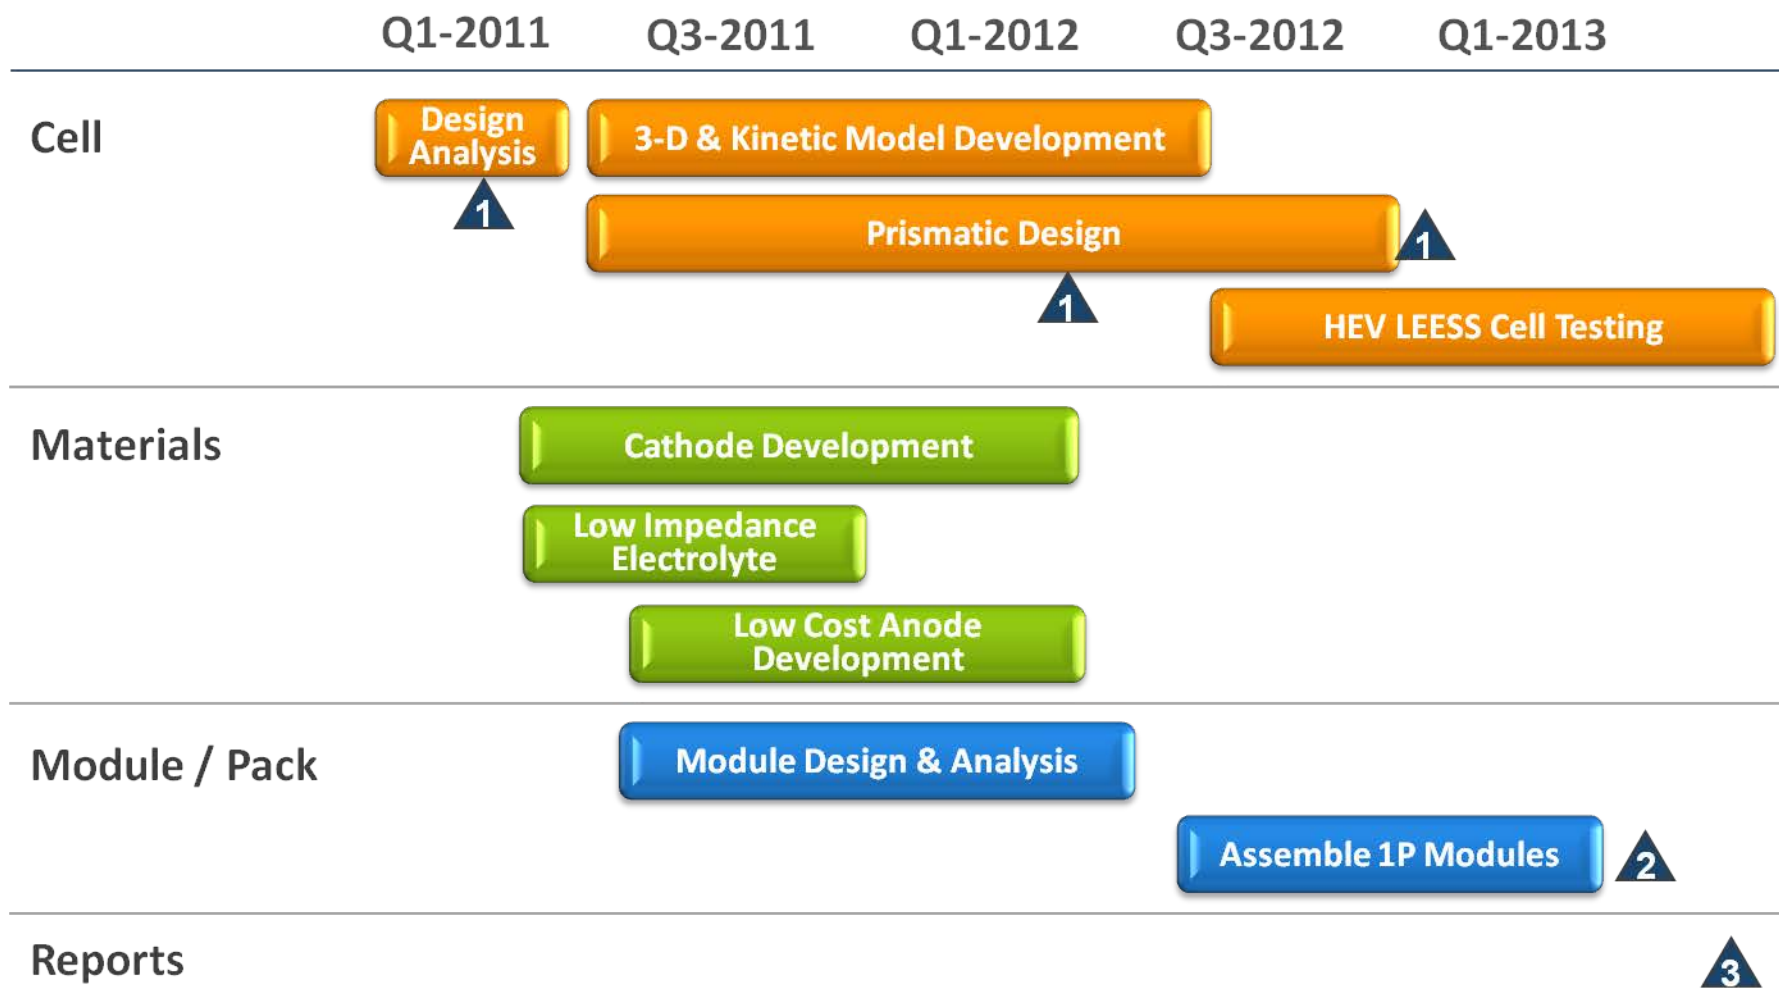 Q1-2011 Q3-2011 Q1-2012 Q3-2012 Q1-2013
Cell
Design
Analysis
3-D & Kinetic Model Development
1
Prismatic Design
1
1
HEV LEESS Cell Testing
Materials
Cathode Development
Low Impedance
Electrolyte
Low Cost Anode
Development
Module / Pack
Module Design & Analysis
Assemble 1P Modules
2
Reports
3